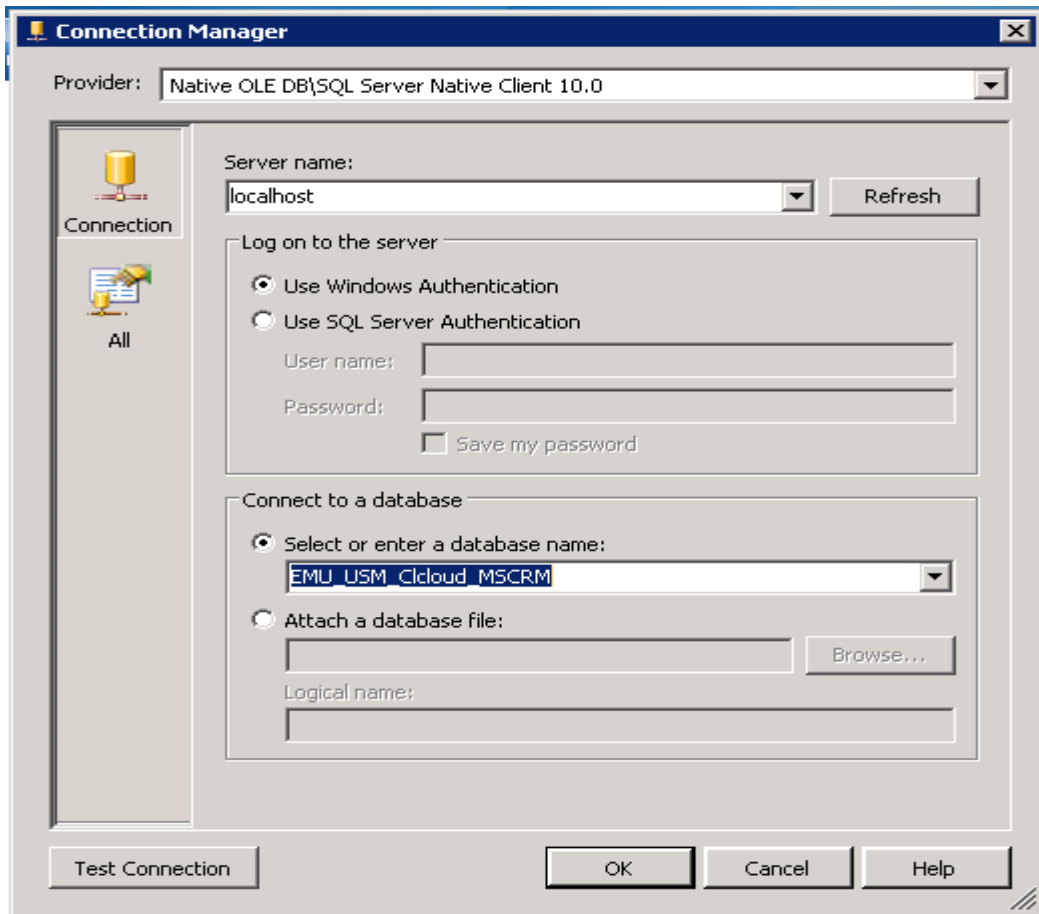 Connection Manager
Provider: Native OLE DB\SQL Server Native Client 10.0
Connection
All
Server name:
localhost Refresh
Log on to the server
Use Windows Authentication
Use SQL Server Authentication
User name:
Password:
Save my password
Connect to a database
Select or enter a database name:
EMU_USM_Clcloud_MSCRM
Attach a database file:
Browse...
Logical name:
Test Connection OK Cancel Help